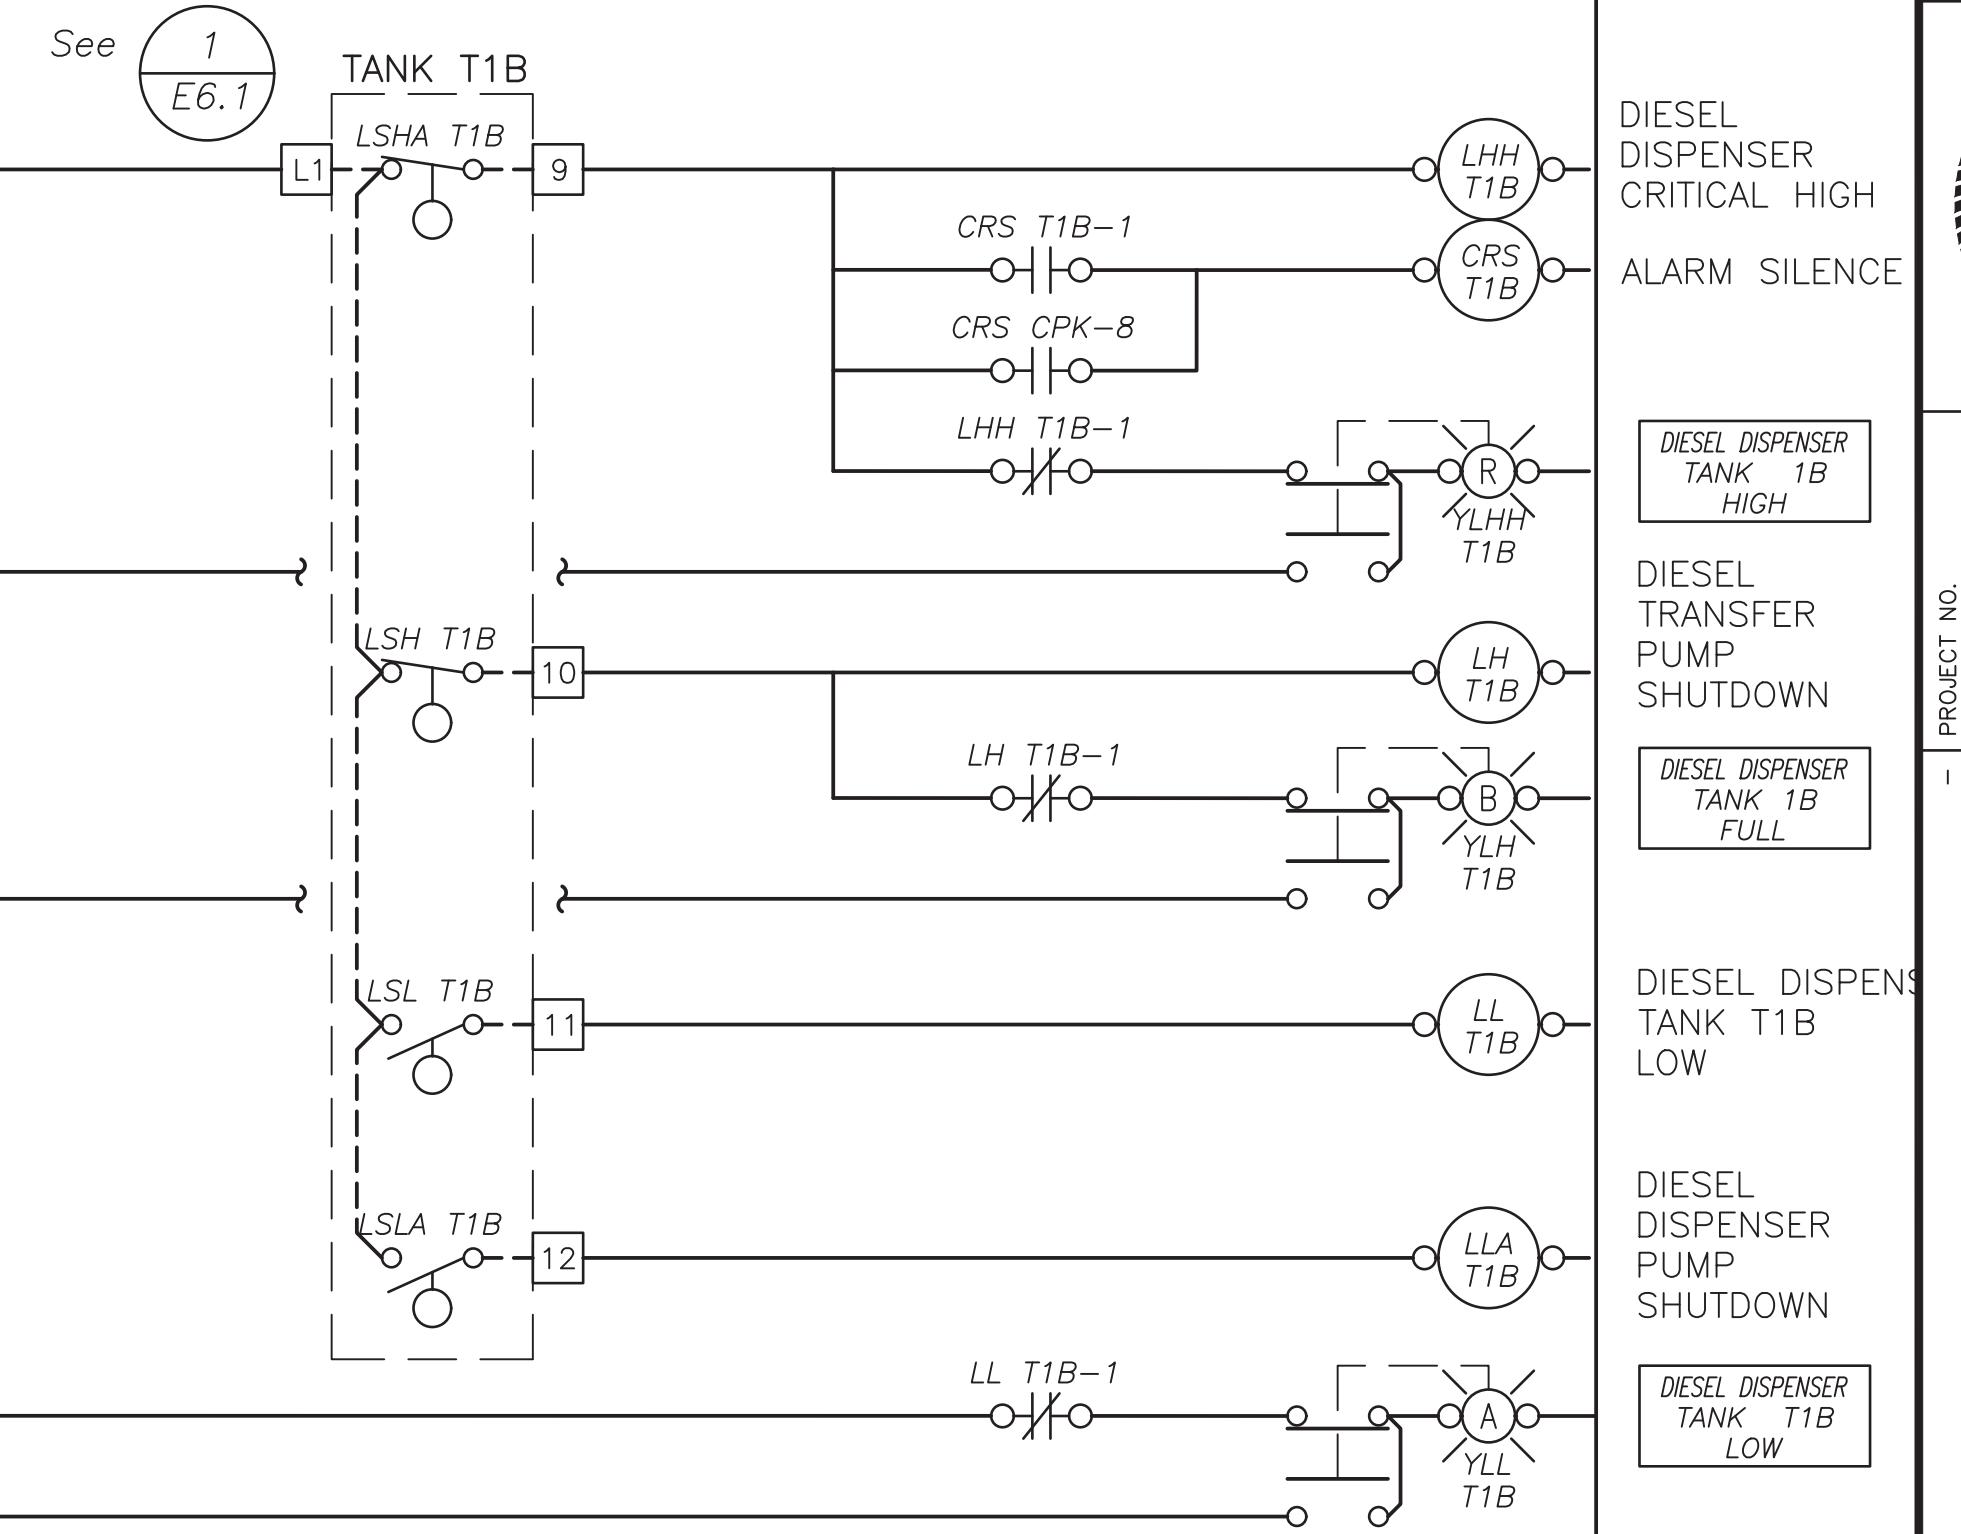 See
1
E6.1
TANK T1B
LSHA T1B
L1
9
LHH
T1B
DIESEL
DISPENSER
CRITICAL HIGH
CRS T1B-1
CRS
T1B
ALARM SILENCE
CRS CPK-8
LHH T1B-1
R
YLHH
T1B
DIESEL DISPENSER
TANK 1B
HIGH
LSH T1B
10
LH
T1B
DIESEL
TRANSFER
PUMP
SHUTDOWN
LH T1B-1
B
YLH
T1B
DIESEL DISPENSER
TANK 1B
FULL
LSL T1B
11
LL
T1B
DIESEL DISPENS
TANK T1B
LOW
LSLA T1B
12
LLA
T1B
DIESEL
DISPENSER
PUMP
SHUTDOWN
LL T1B-1
A
YLL
T1B
DIESEL DISPENSER
TANK T1B
LOW
PROJECT NO.
-